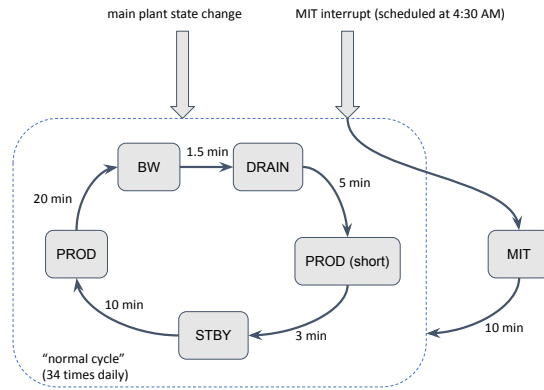 main plant state change
MIT interrupt (scheduled at 4:30 AM)
BW
1.5 min
DRAIN
20 min
5 min
PROD
PROD (short)
MIT
10 min
STBY
3 min
10 min
“normal cycle”
(34 times daily)